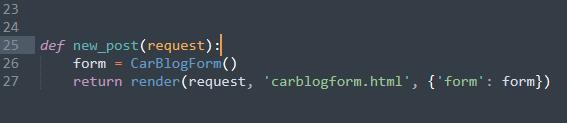 23
24
25 def new_post(request):
26     form = CarBlogForm()
27     return render(request, 'carblogform.html', {'form': form})